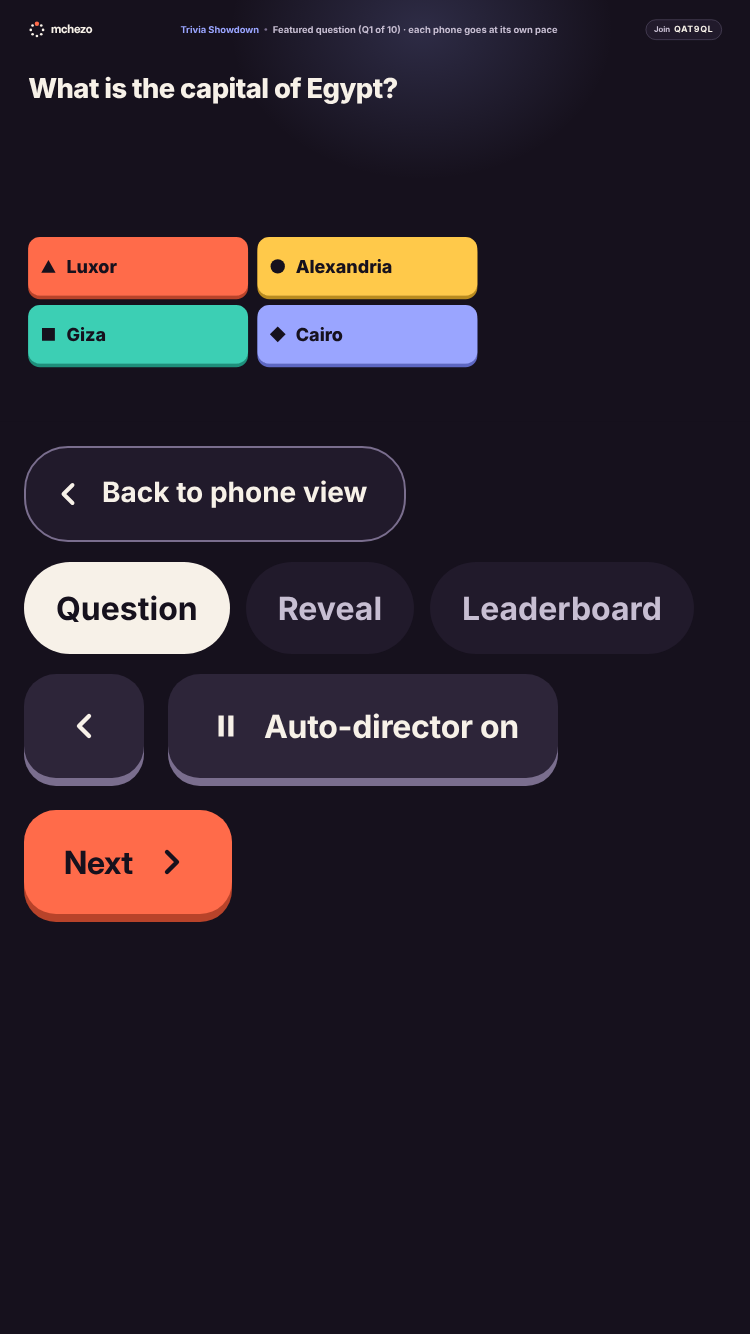 mchezo
Trivia Showdown • Featured question (Q1 of 10) · each phone goes at its own pace
Join QAT9QL
What is the capital of Egypt?
Luxor
Alexandria
Giza
Cairo
Back to phone view
Question
Reveal
Leaderboard
Auto-director on
Next